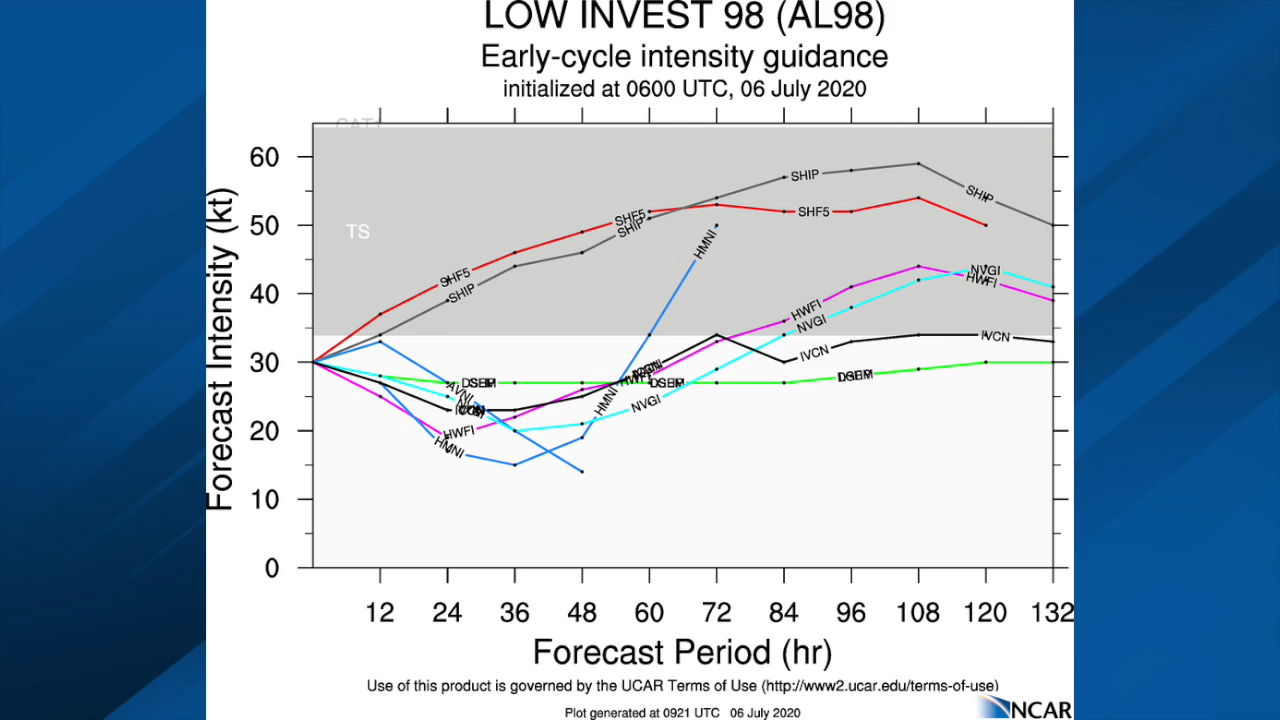 LOW INVEST 98 (AL98)
Early-cycle intensity guidance
initialized at 0600 UTC, 06 July 2020
CAT1
60
50
40
30
20
10
0
Forecast Intensity (kt)
TS
SHIP
SHIP
SHF5
SHF5
SHIP
HMNI
SHF5
SHIP
NVGI
HWFI
HWFI
NVGI
IVCN
IVCN
HWFI
DSHP
NVGI
HMNI
AVNI
HWFI
HMNI
12 24 36 48 60 72 84 96 108 120 132
Forecast Period (hr)
Use of this product is governed by the UCAR Terms of Use (http://www2.ucar.edu/terms-of-use)
Plot generated at 0921 UTC 06 July 2020
NCAR